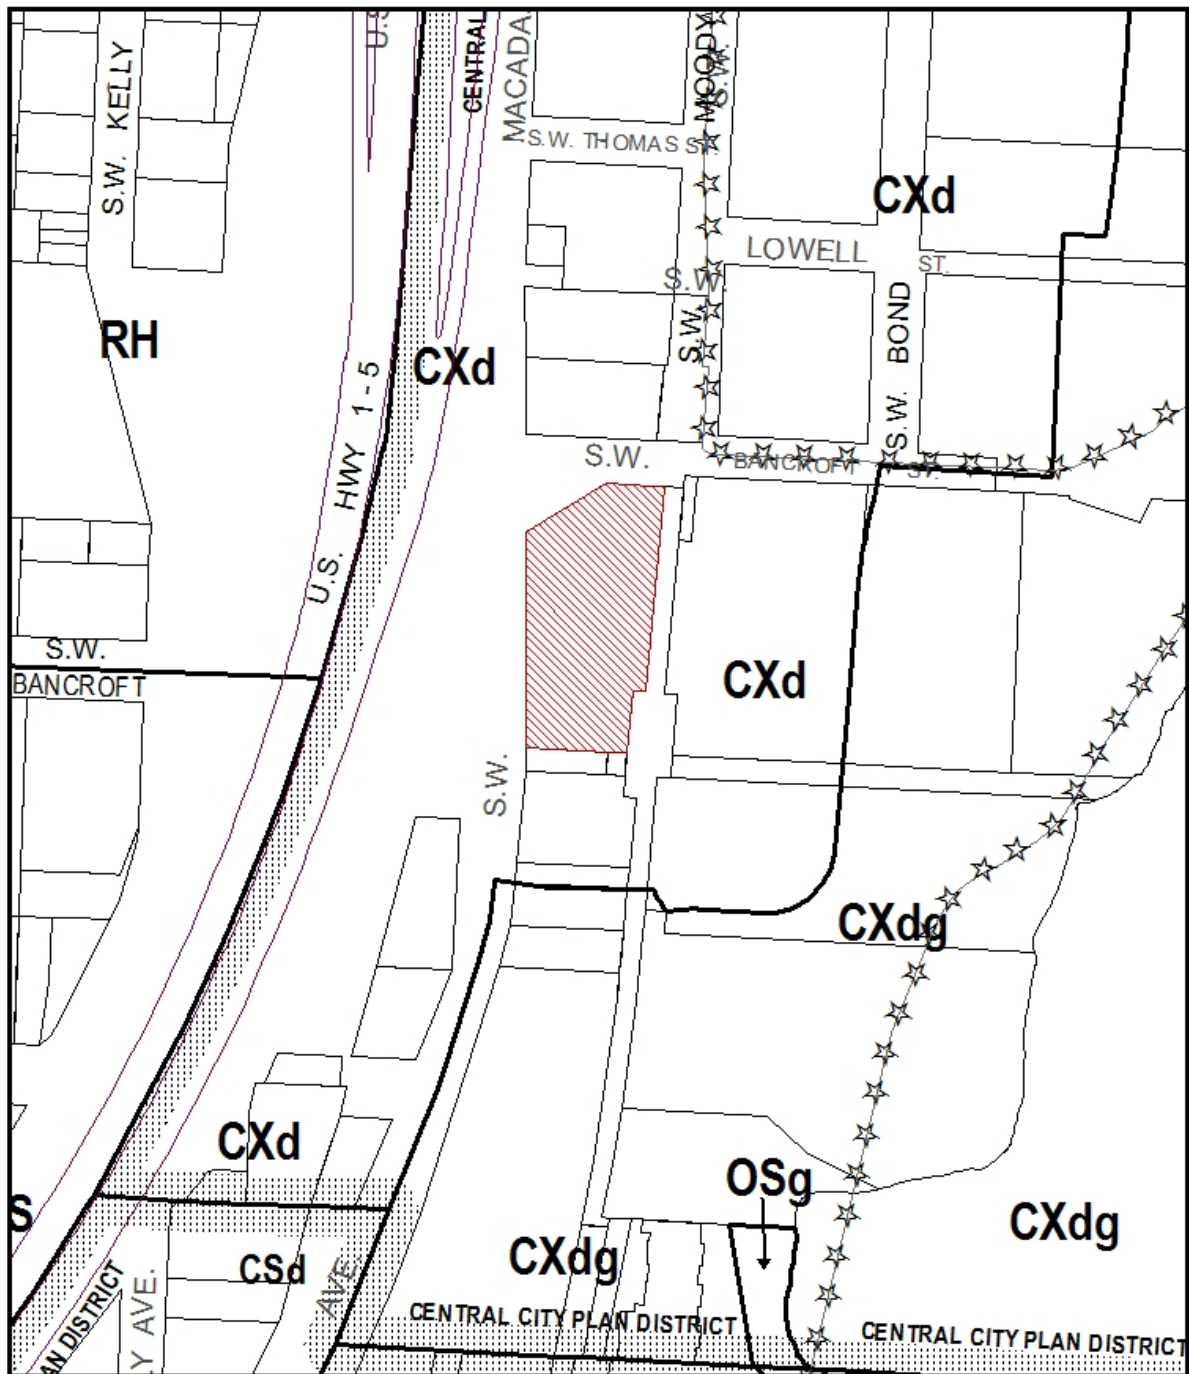 U.S.
CENTRAL
MACADA
MOODY
S.W.
S.W. KELLY
S.W. THOMAS ST.
CXd
LOWELL
ST.
S.W.
S.W.
S.W. BOND
RH
CXd
U.S. HWY 1-5
S.W.
BANCROFT
ST.
S.W.
BANCROFT
CXd
S.W.
CXdg
CXd
OSg
S
CXdg
CXdg
CSd
AVE.
AN DISTRICT
Y AVE.
CENTRAL CITY PLAN DISTRICT
CENTRAL CITY PLAN DISTRICT